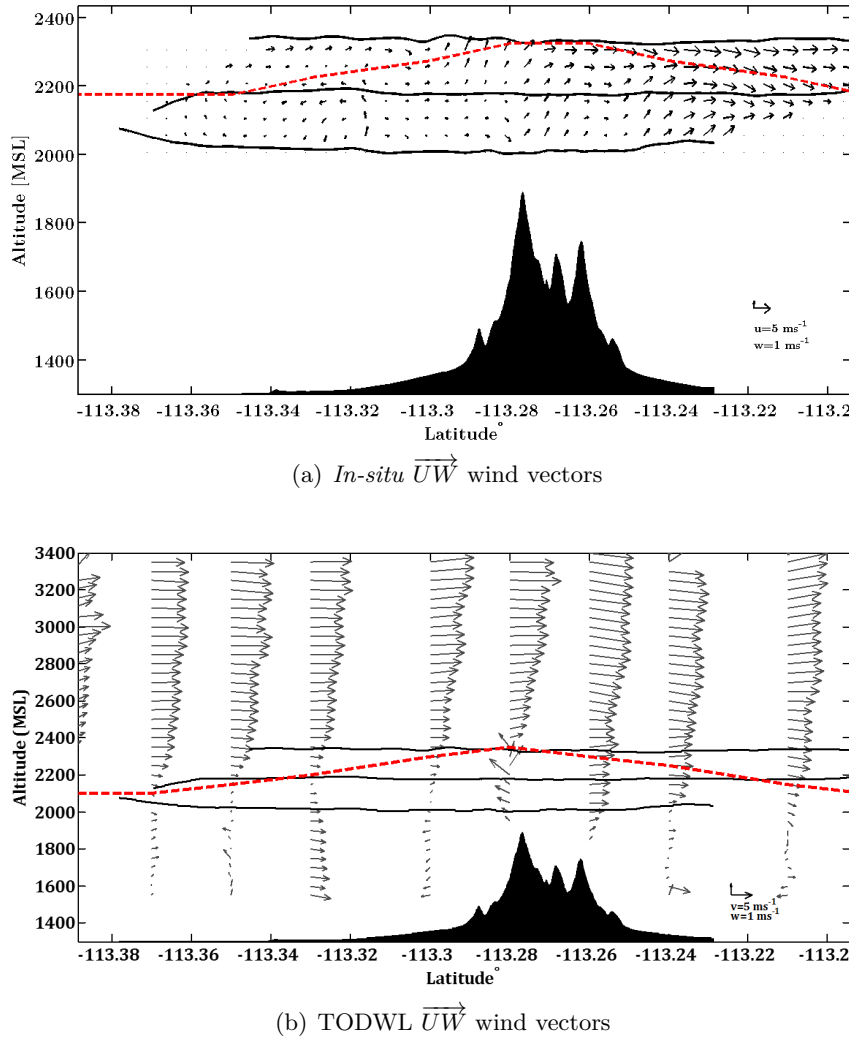 2400
2200
2000
1800
1600
1400
Altitude [MSL]
u=5 ms⁻¹
w=1 ms⁻¹
-113.38 -113.36 -113.34 -113.32 -113.3 -113.28 -113.26 -113.24 -113.22 -113.2
Latitude°
(a) In-situ UW wind vectors
3400
3200
3000
2800
2600
2400
2200
2000
1800
1600
1400
Altitude (MSL)
v=5 ms⁻¹
w=1 ms⁻¹
-113.38 -113.36 -113.34 -113.32 -113.3 -113.28 -113.26 -113.24 -113.22 -113.2
Latitude°
(b) TODWL UW wind vectors